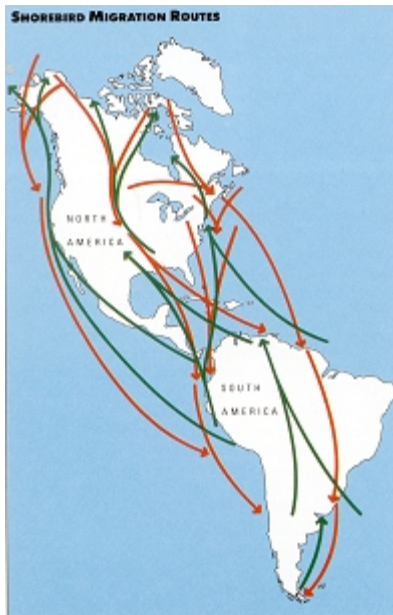 SHOREBIRD MIGRATION ROUTES
NORTH
AMERICA
SOUTH
AMERICA